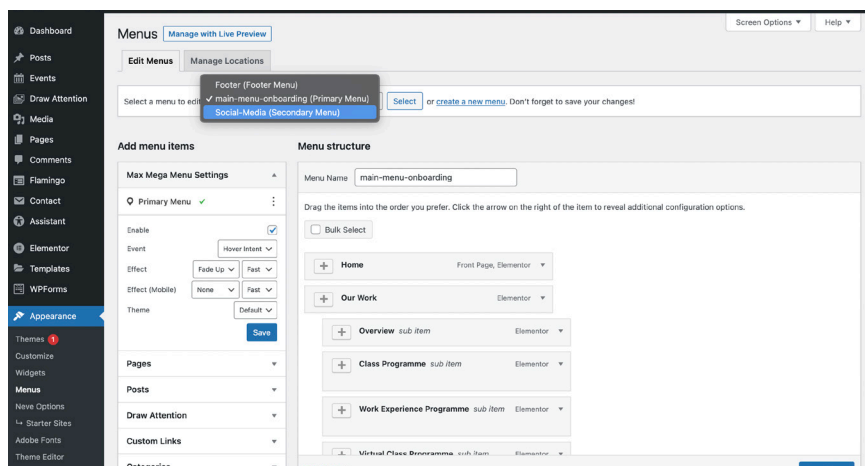 Screen Options ▼
Help ▼
Dashboard
Posts
Events
Draw Attention
Media
Pages
Comments
Flamingo
Contact
Assistant
Elementor
Templates
WPForms
Appearance
Themes 1
Customize
Widgets
Menus
Neve Options
↳ Starter Sites
Adobe Fonts
Theme Editor
Menus Manage with Live Preview
Edit Menus Manage Locations
Footer (Footer Menu)
✓ main-menu-onboarding (Primary Menu)
Social-Media (Secondary Menu)
Select a menu to edit Select or create a new menu. Don't forget to save your changes!
Add menu items
Max Mega Menu Settings
Primary Menu ✓
Enable
Event Hover Intent
Effect Fade Up Fast
Effect (Mobile) None Fast
Theme Default
Save
Pages
Posts
Draw Attention
Custom Links
Categories
Menu structure
Menu Name main-menu-onboarding
Drag the items into the order you prefer. Click the arrow on the right of the item to reveal additional configuration options.
Bulk Select
+ Home Front Page, Elementor ▼
+ Our Work Elementor ▼
+ Overview sub item Elementor ▼
+ Class Programme sub item Elementor ▼
+ Work Experience Programme sub item Elementor ▼
+ Virtual Class Programme sub item Elementor ▼